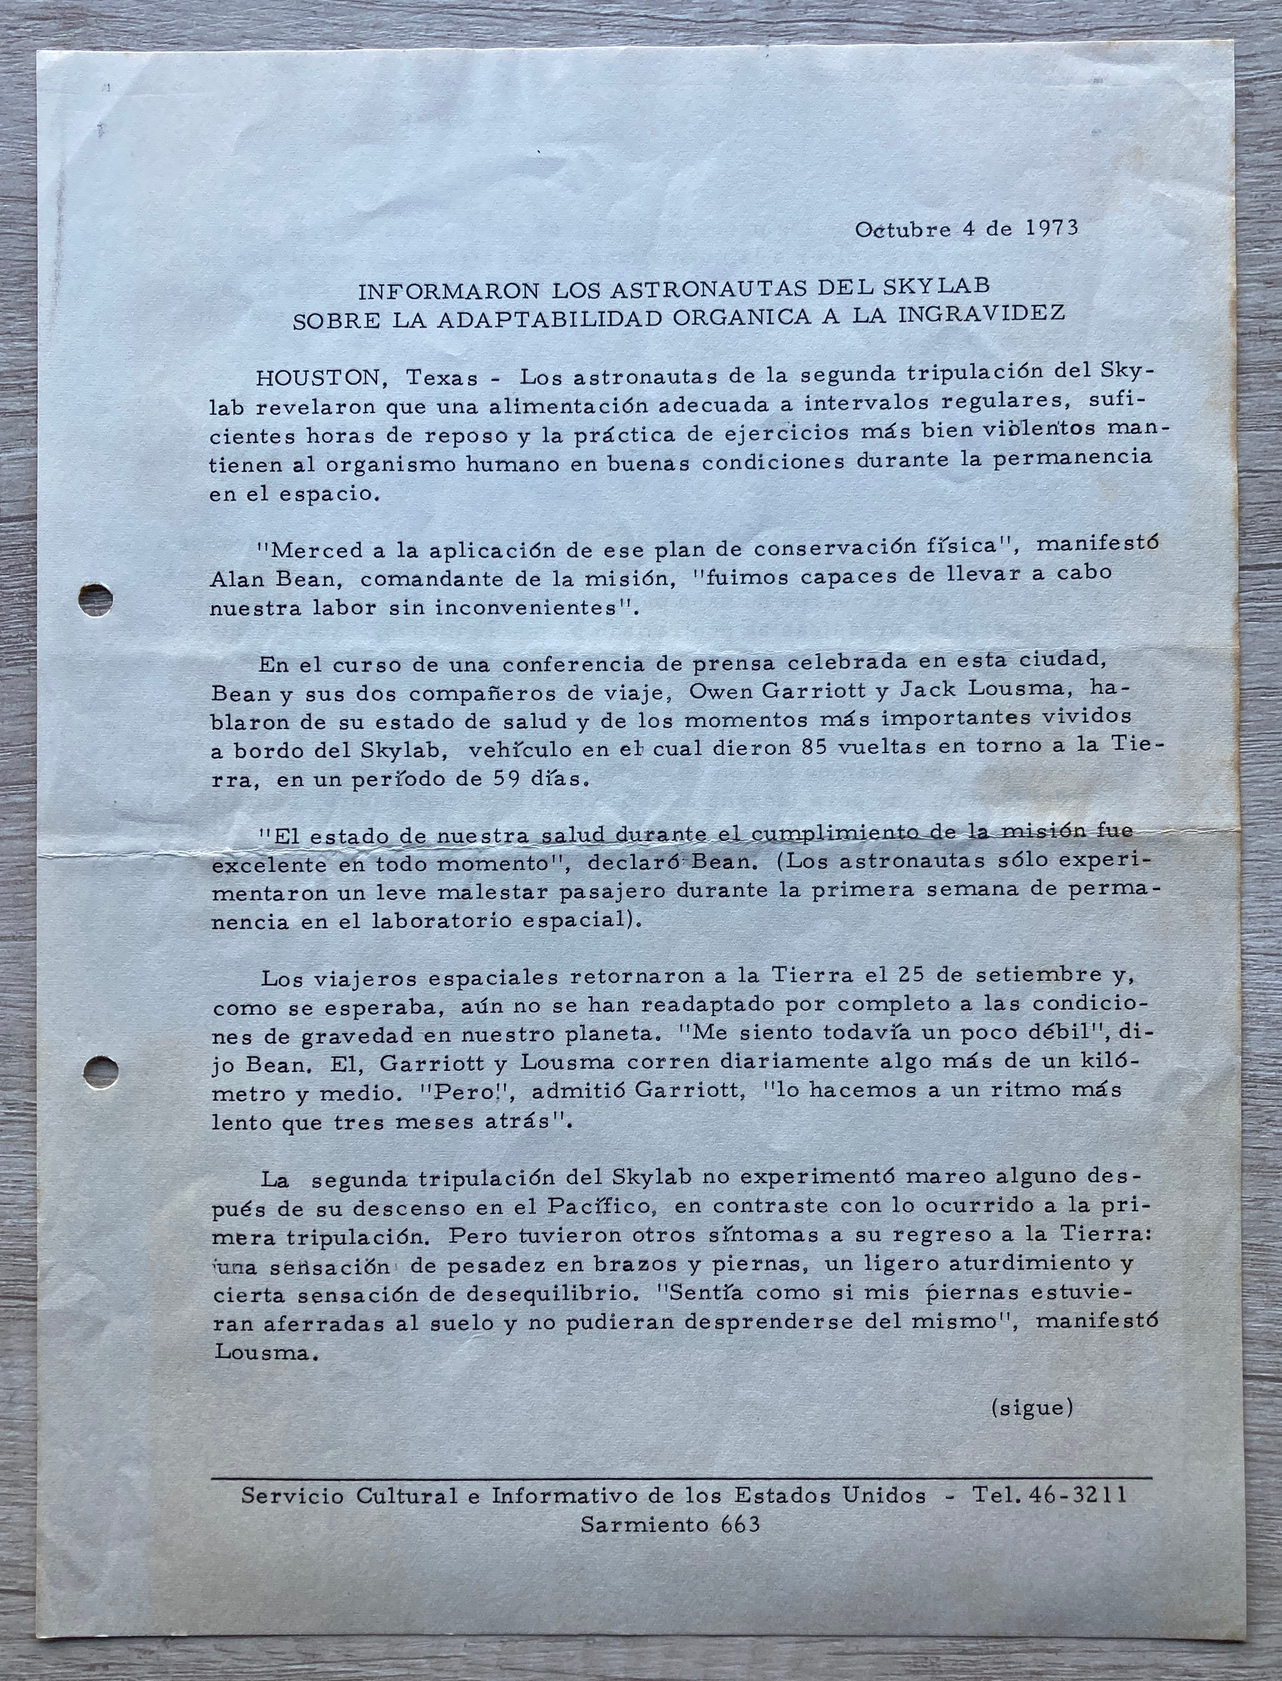 Octubre 4 de 1973
INFORMARON LOS ASTRONAUTAS DEL SKYLAB
SOBRE LA ADAPTABILIDAD ORGANICA A LA INGRAVIDEZ
HOUSTON, Texas - Los astronautas de la segunda tripulación del Sky-
lab revelaron que una alimentación adecuada a intervalos regulares, sufi-
cientes horas de reposo y la práctica de ejercicios más bien violentos man-
tienen al organismo humano en buenas condiciones durante la permanencia
en el espacio.
"Merced a la aplicación de ese plan de conservación física", manifestó
Alan Bean, comandante de la misión, "fuimos capaces de llevar a cabo
nuestra labor sin inconvenientes".
En el curso de una conferencia de prensa celebrada en esta ciudad,
Bean y sus dos compañeros de viaje, Owen Garriott y Jack Lousma, ha-
blaron de su estado de salud y de los momentos más importantes vividos
a bordo del Skylab, vehículo en el cual dieron 85 vueltas en torno a la Tie-
rra, en un período de 59 días.
"El estado de nuestra salud durante el cumplimiento de la misión fue
excelente en todo momento", declaró Bean. (Los astronautas sólo experi-
mentaron un leve malestar pasajero durante la primera semana de perma-
nencia en el laboratorio espacial).
Los viajeros espaciales retornaron a la Tierra el 25 de setiembre y,
como se esperaba, aún no se han readaptado por completo a las condicio-
nes de gravedad en nuestro planeta. "Me siento todavía un poco débil", di-
jo Bean. El, Garriott y Lousma corren diariamente algo más de un kiló-
metro y medio. "Pero", admitió Garriott, "lo hacemos a un ritmo más
lento que tres meses atrás".
La segunda tripulación del Skylab no experimentó mareo alguno des-
pués de su descenso en el Pacífico, en contraste con lo ocurrido a la pri-
mera tripulación. Pero tuvieron otros síntomas a su regreso a la Tierra:
una sensación de pesadez en brazos y piernas, un ligero aturdimiento y
cierta sensación de desequilibrio. "Sentía como si mis piernas estuvie-
ran aferradas al suelo y no pudieran desprenderse del mismo", manifestó
Lousma.
(sigue)
Servicio Cultural e Informativo de los Estados Unidos - Tel. 46-3211
Sarmiento 663